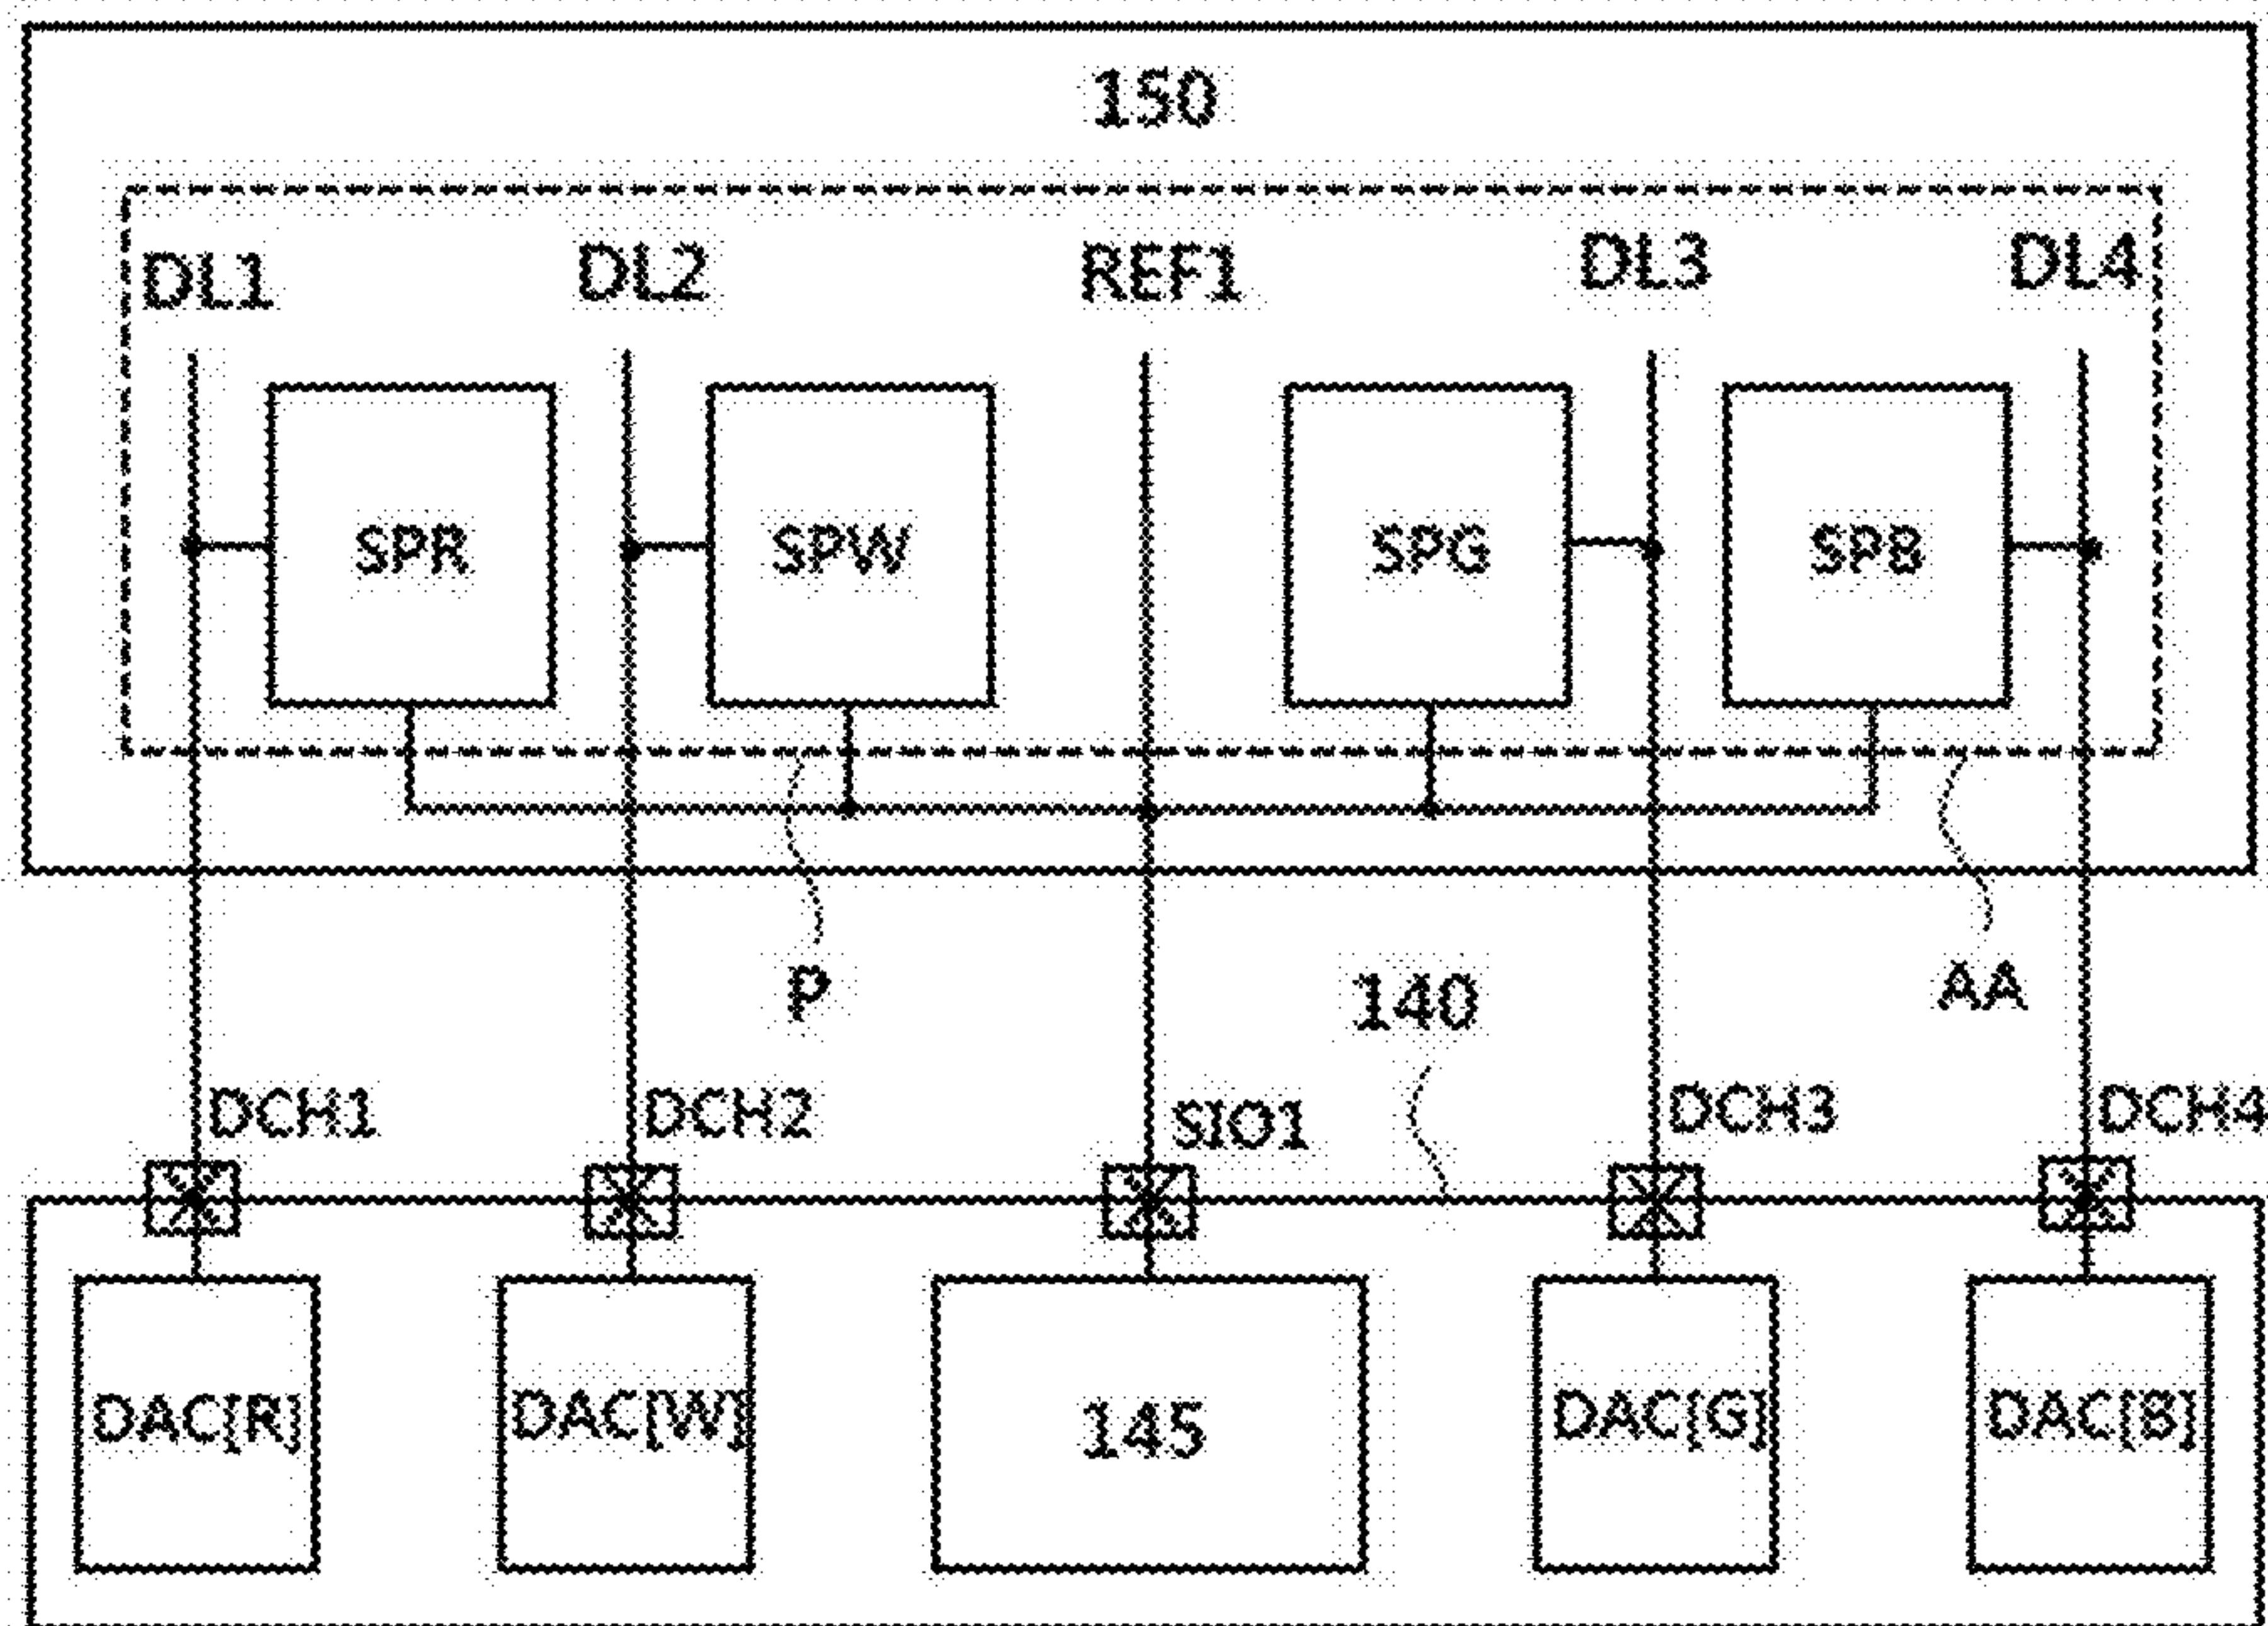 150
DL1 DL2 REF1 DL3 DL4
SPR SPW SPG SPB
P 140 AA
DCH1 DCH2 SIO1 DCH3 DCH4
DAC[R] DAC[W] 145 DAC[G] DAC[B]